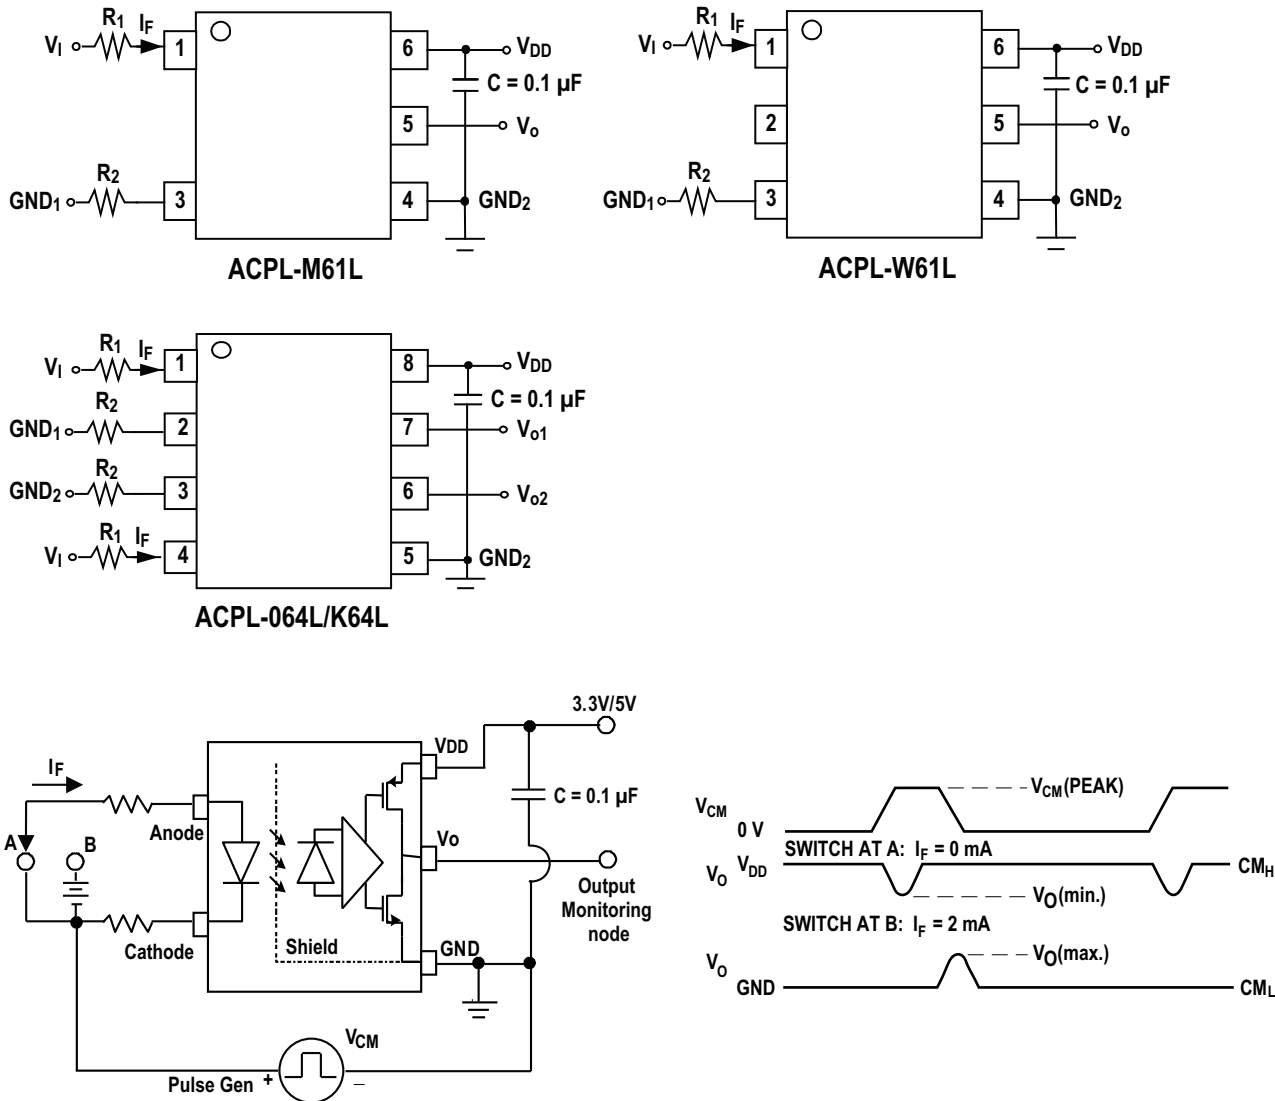 R1 IF
VI 1 6 VDD
C = 0.1 µF
5 Vo
R2
GND1 3 4 GND2
ACPL-M61L
R1 IF
VI 1 6 VDD
C = 0.1 µF
2 5 Vo
R2
GND1 3 4 GND2
ACPL-W61L
R1 IF
VI 1 8 VDD
R2 C = 0.1 µF
GND1 2 7 Vo1
R2
GND2 3 6 Vo2
R1 IF
VI 4 5 GND2
ACPL-064L/K64L
3.3V/5V
VDD
IF
C = 0.1 µF
Anode
A B
Vo
Output
Monitoring
node
Cathode
Shield
GND
VCM
Pulse Gen + _
VCM(PEAK)
VCM
0 V
SWITCH AT A: IF = 0 mA
VO VDD CMH
VO(min.)
SWITCH AT B: IF = 2 mA
VO(max.)
VO
GND CML